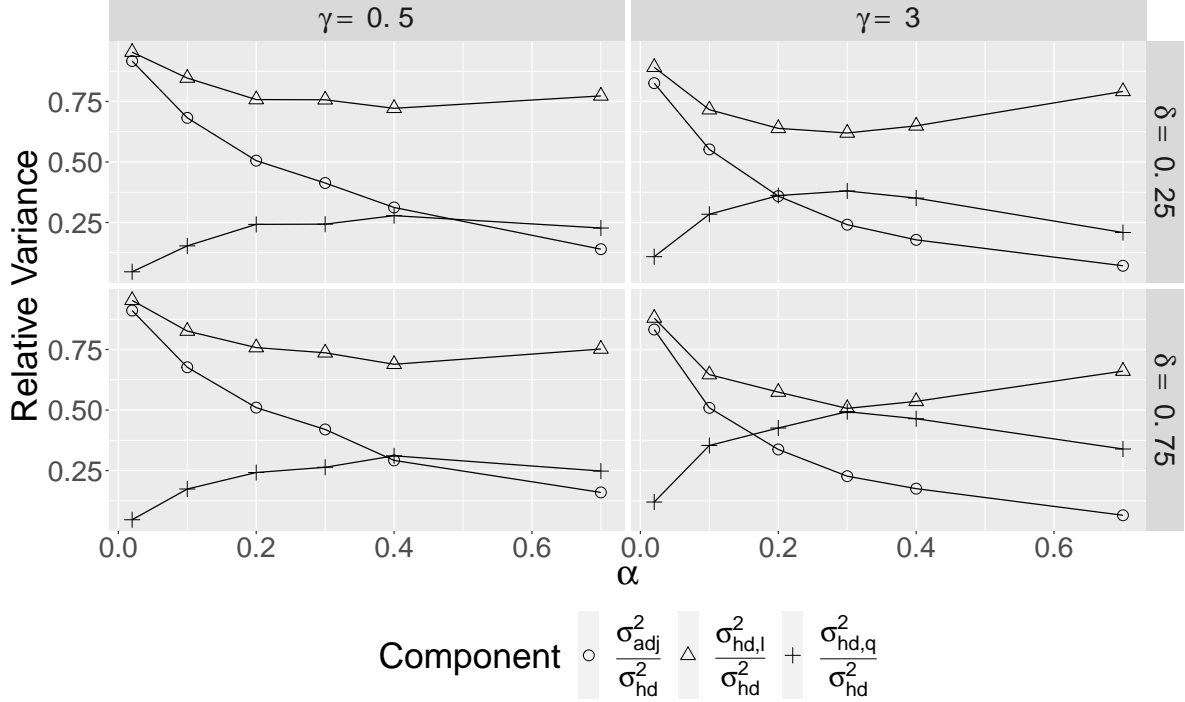 γ = 0.5
γ = 3
0.75
0.50
0.25
δ = 0.25
0.75
0.50
0.25
δ = 0.75
Relative Variance
0.0 0.2 0.4 0.6 0.0 0.2 0.4 0.6
α
Component σ²adj/σ²hd σ²hd,l/σ²hd σ²hd,q/σ²hd